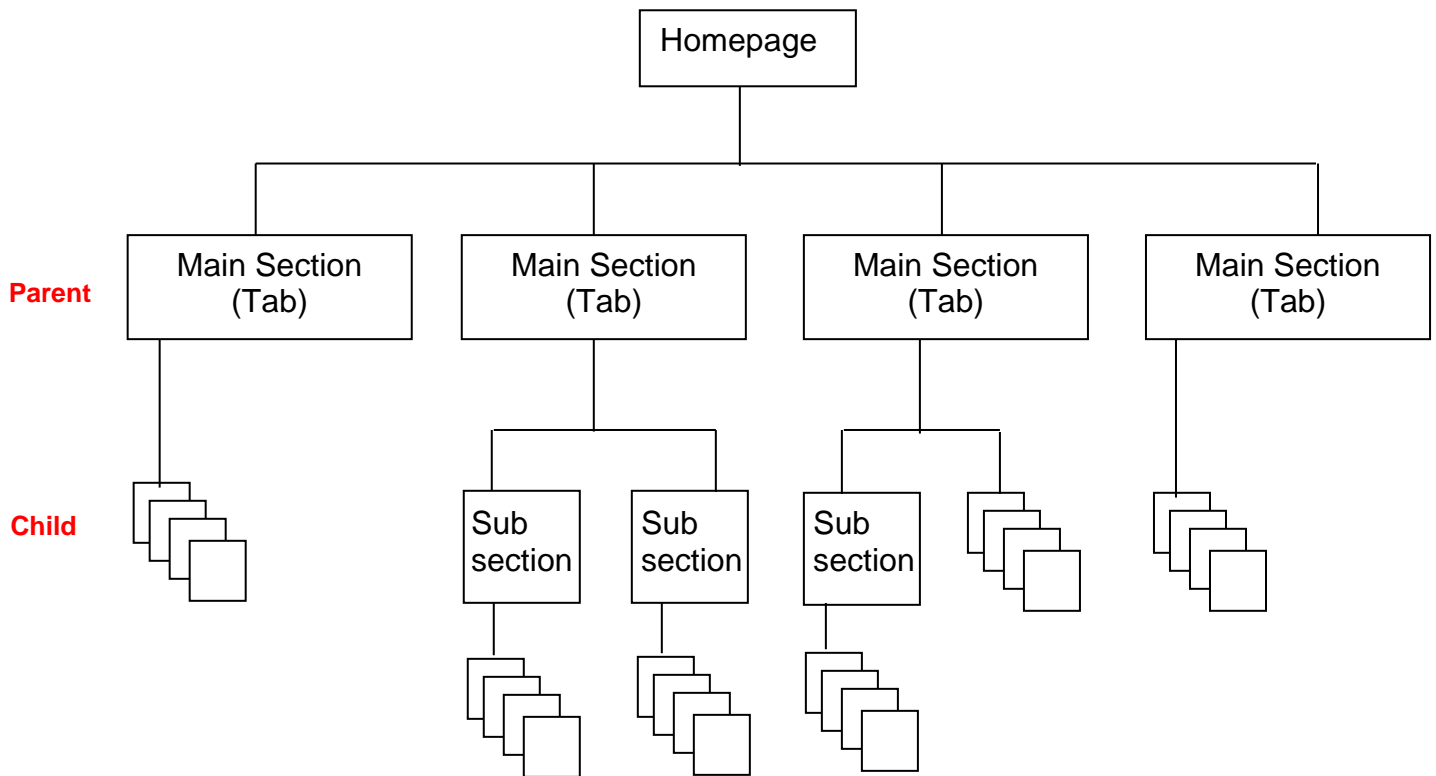 Homepage
Main Section
(Tab)
Main Section
(Tab)
Main Section
(Tab)
Main Section
(Tab)
Parent
Child
Sub
section
Sub
section
Sub
section